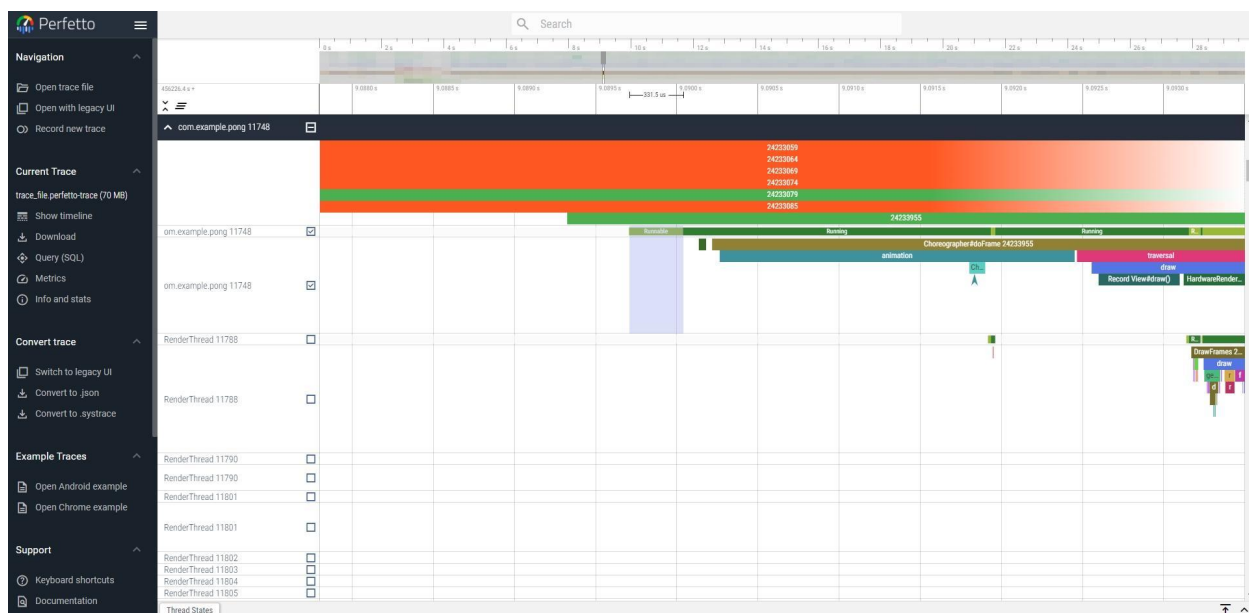 Perfetto
Search
Navigation
Open trace file
Open with legacy UI
Record new trace
Current Trace
trace_file.perfetto-trace (70 MB)
Show timeline
Download
Query (SQL)
Metrics
Info and stats
Convert trace
Switch to legacy UI
Convert to .json
Convert to .systrace
Example Traces
Open Android example
Open Chrome example
Support
Keyboard shortcuts
Documentation
0 s 2 s 4 s 6 s 8 s 10 s 12 s 14 s 16 s 18 s 20 s 22 s 24 s 26 s 28 s
456226.4 s + 9.0880 s 9.0885 s 9.0890 s 9.0895 s 9.0900 s 9.0905 s 9.0910 s 9.0915 s 9.0920 s 9.0925 s 9.0930 s
331.5 us
com.example.pong 11748
24233059
24233064
24233069
24233074
24233079
24233085
24233955
om.example.pong 11748 Runnable Running Running R...
Choreographer#doFrame 24233955
animation traversal
Ch... draw
om.example.pong 11748 Record View#draw() HardwareRender...
RenderThread 11788 R...
DrawFrames 2...
draw
r f
RenderThread 11788 d r
RenderThread 11790
RenderThread 11790
RenderThread 11801
RenderThread 11801
RenderThread 11802
RenderThread 11803
RenderThread 11804
RenderThread 11805
Thread States